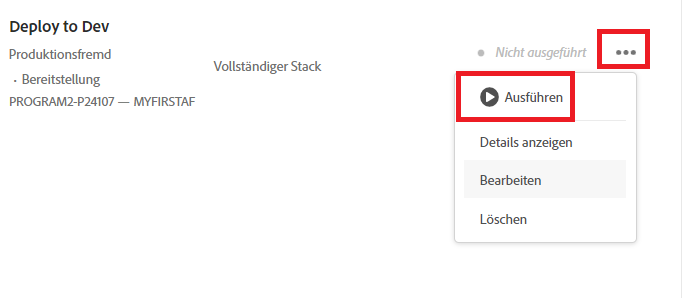 Deploy to Dev
Produktionsfremd
· Bereitstellung
PROGRAM2-P24107 — MYFIRSTAF
Vollständiger Stack
Nicht ausgeführt
Ausführen
Details anzeigen
Bearbeiten
Löschen